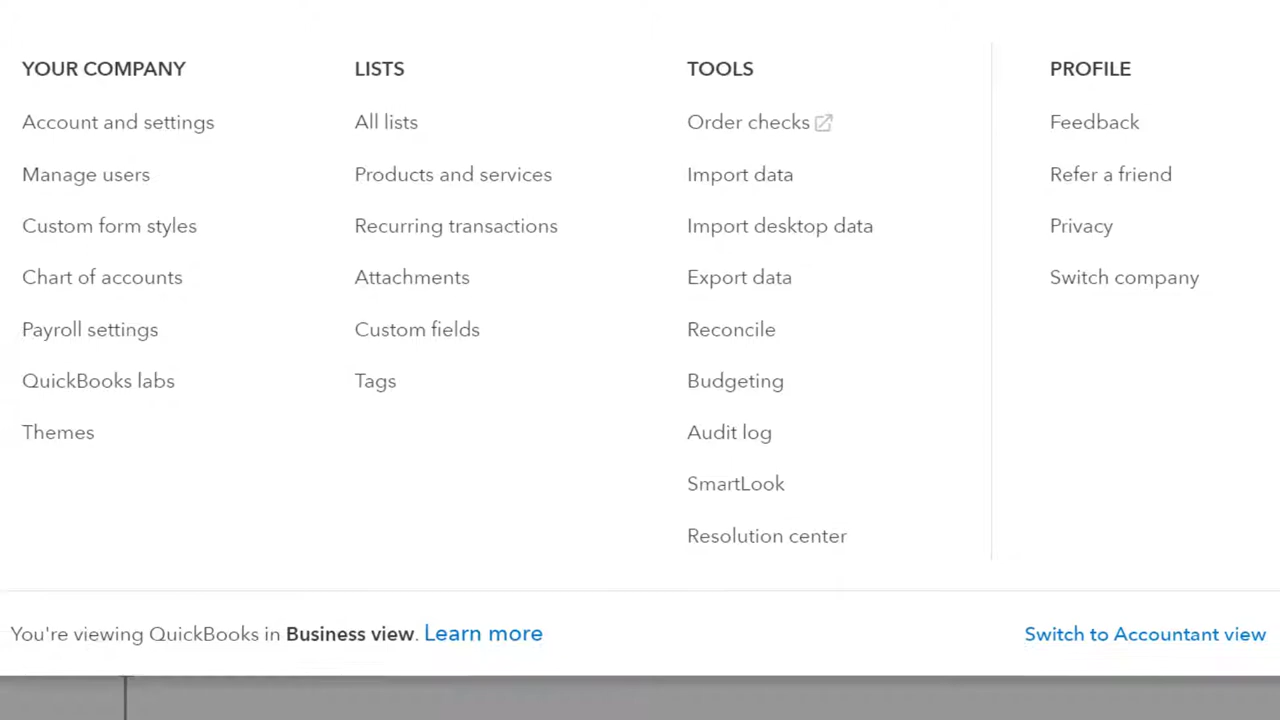 YOUR COMPANY
Account and settings
Manage users
Custom form styles
Chart of accounts
Payroll settings
QuickBooks labs
Themes
LISTS
All lists
Products and services
Recurring transactions
Attachments
Custom fields
Tags
TOOLS
Order checks
Import data
Import desktop data
Export data
Reconcile
Budgeting
Audit log
SmartLook
Resolution center
PROFILE
Feedback
Refer a friend
Privacy
Switch company
You're viewing QuickBooks in Business view. Learn more
Switch to Accountant view